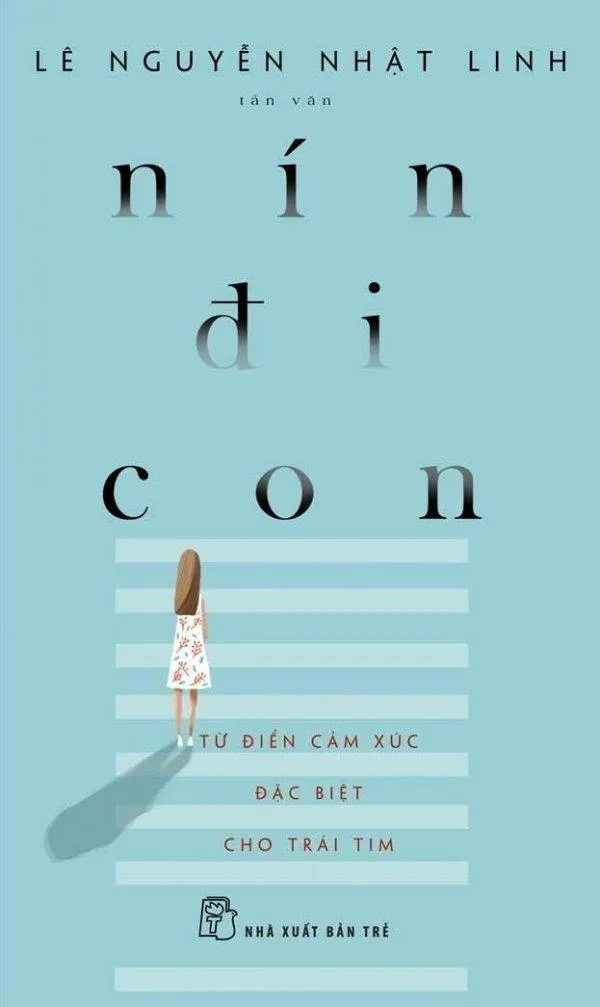 LÊ NGUYỄN NHẬT LINH
tản văn
nín
đi
con
TỪ ĐIỂN CẢM XÚC
ĐẶC BIỆT
CHO TRÁI TIM
NHÀ XUẤT BẢN TRẺ